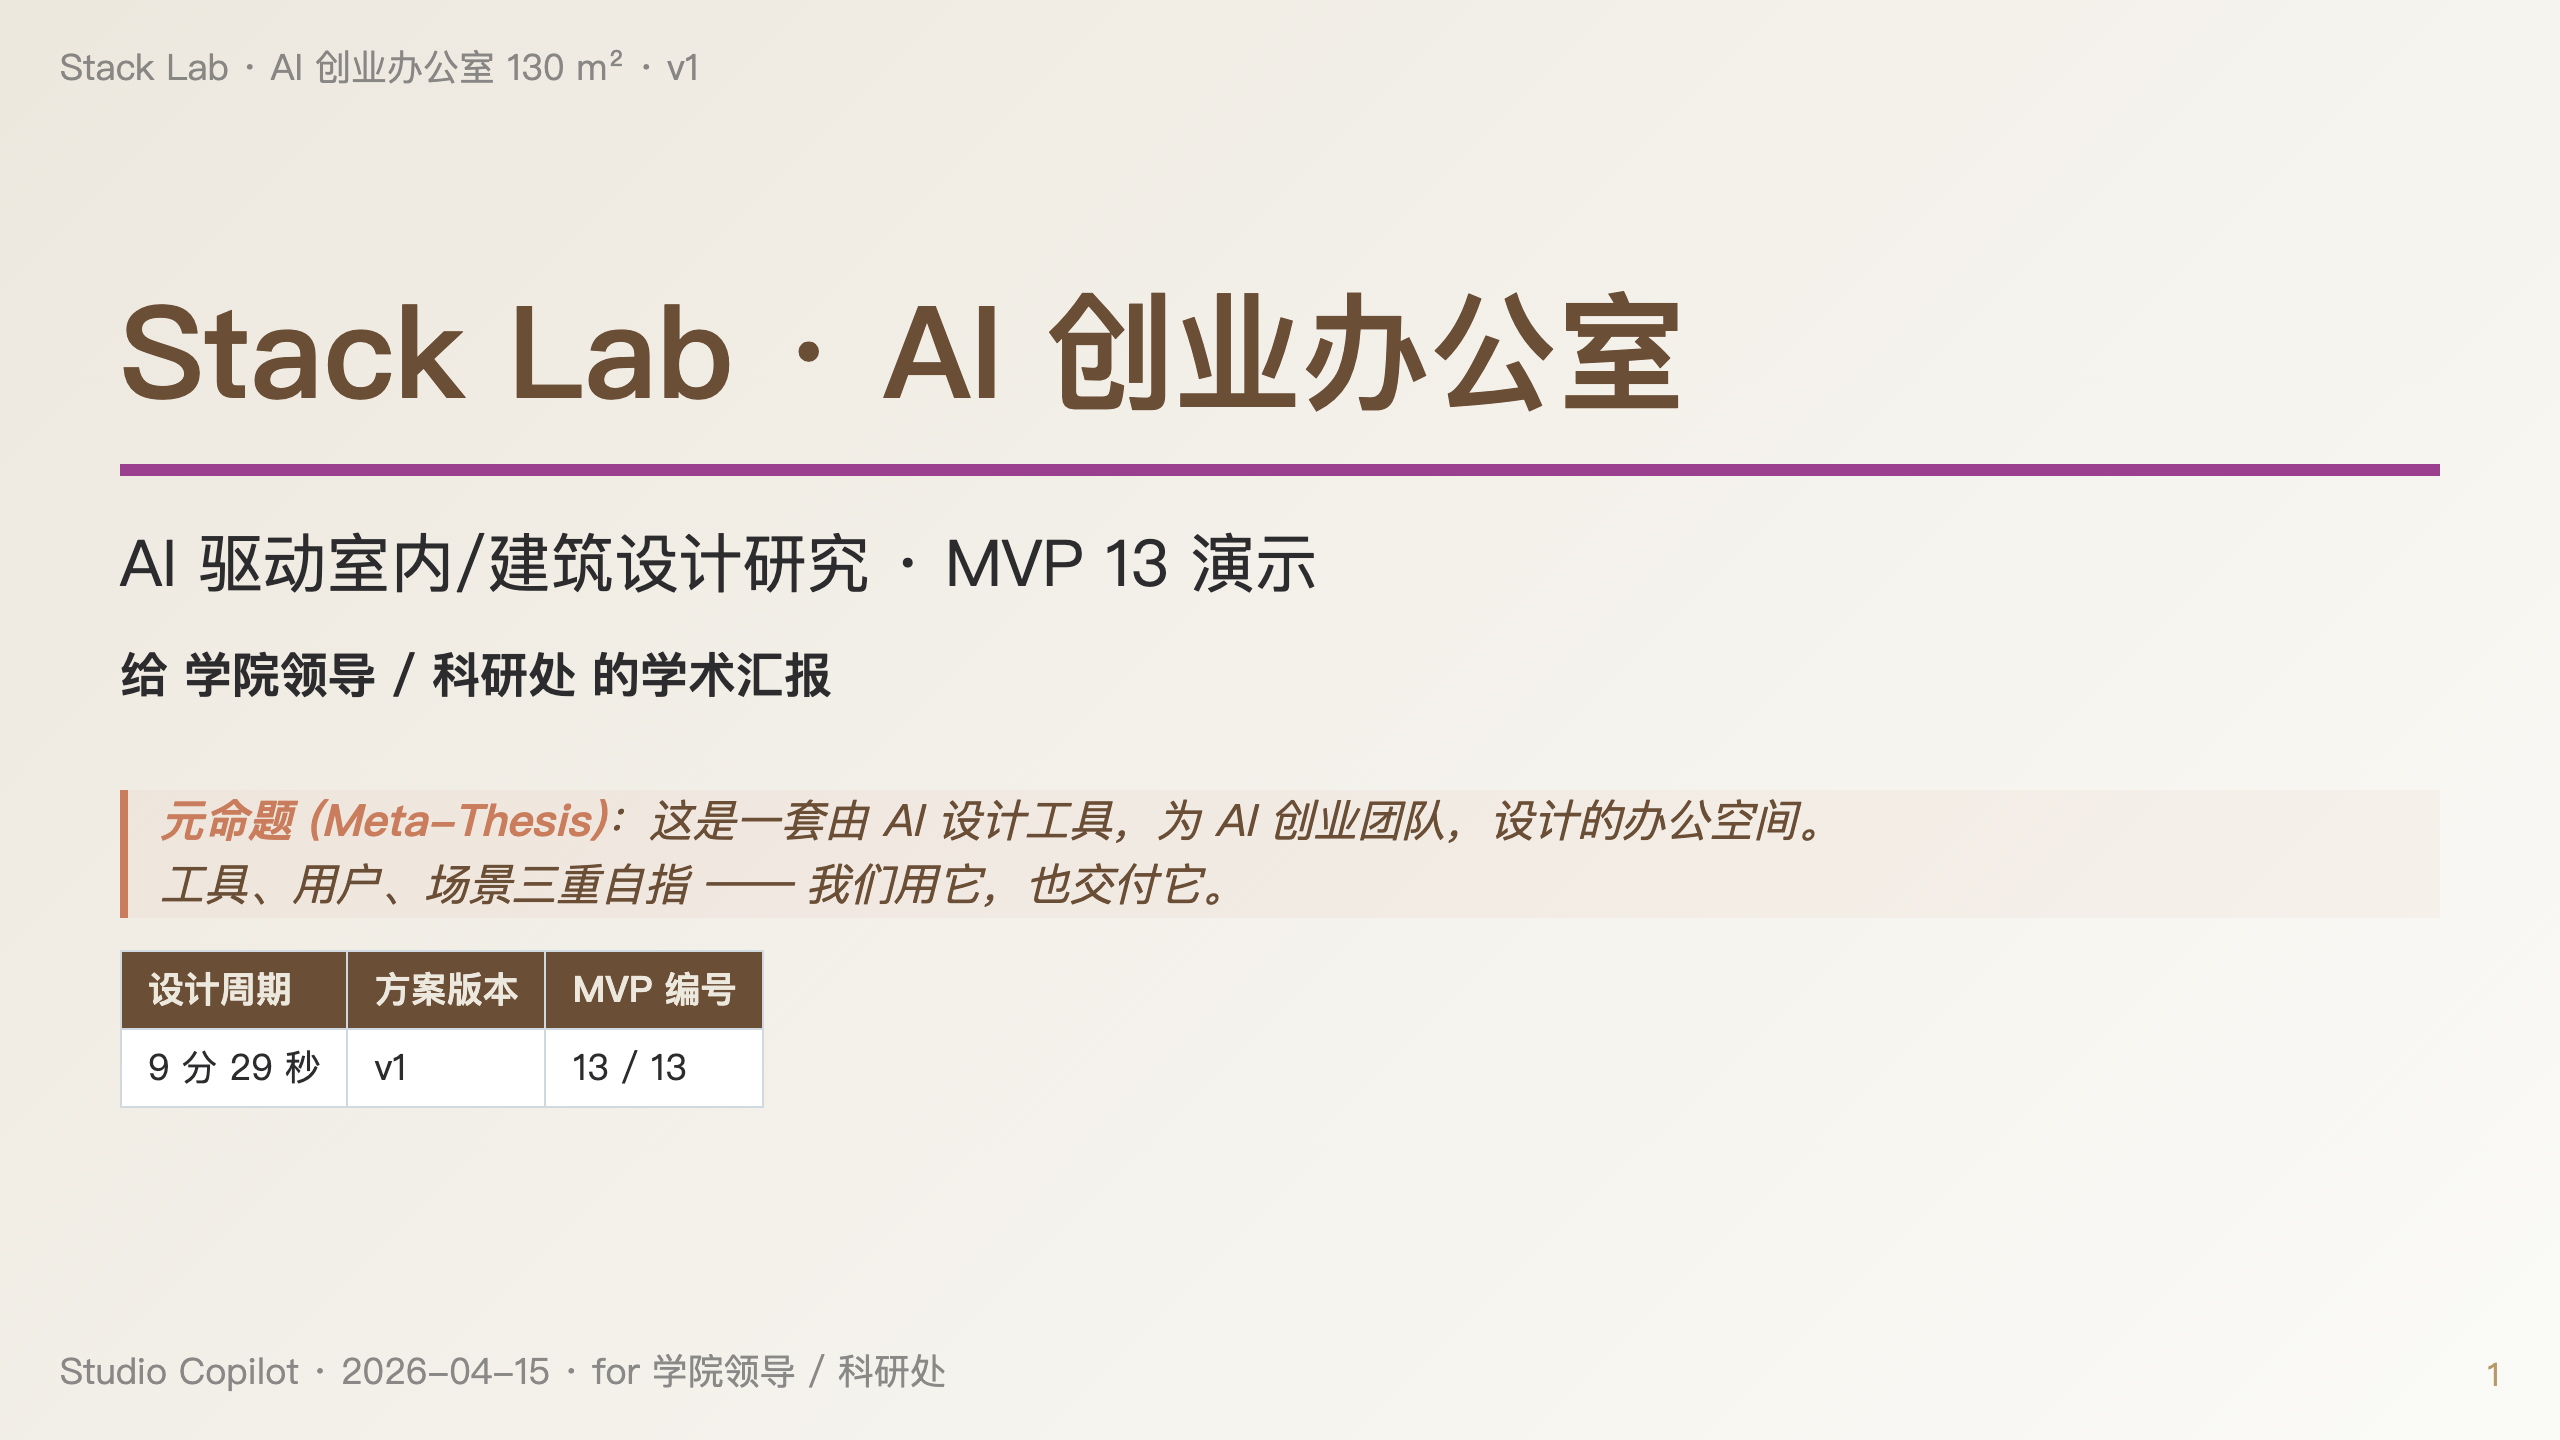 Stack Lab · AI 创业办公室 130 m² · v1
Stack Lab · AI 创业办公室
AI 驱动室内/建筑设计研究 · MVP 13 演示
给 学院领导 / 科研处 的学术汇报
元命题 (Meta-Thesis)：这是一套由 AI 设计工具，为 AI 创业团队，设计的办公空间。
工具、用户、场景三重自指 —— 我们用它，也交付它。
设计周期 方案版本 MVP 编号
9 分 29 秒 v1 13 / 13
Studio Copilot · 2026-04-15 · for 学院领导 / 科研处
1